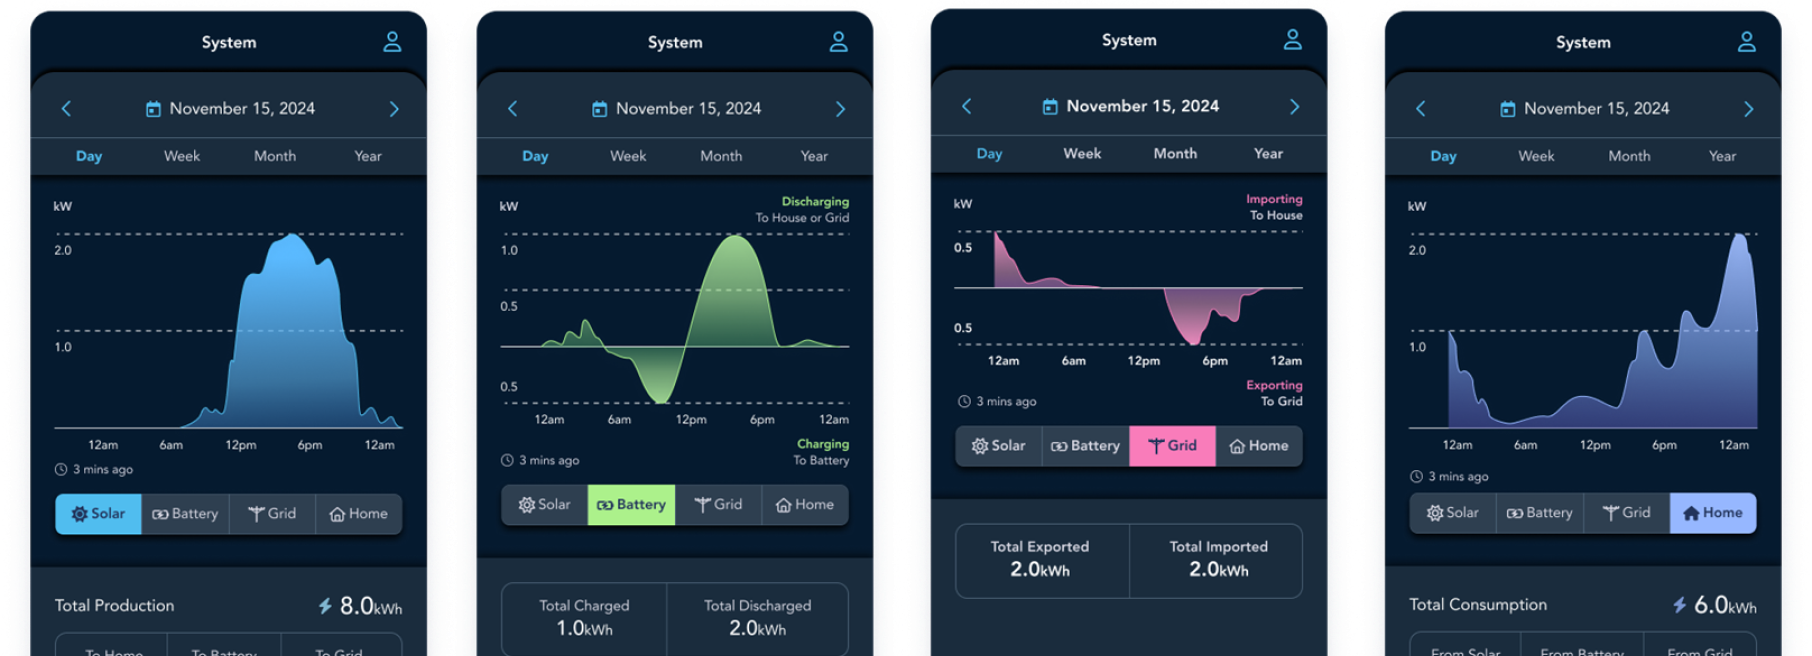 System
November 15, 2024
Day Week Month Year
kW
2.0
1.0
12am 6am 12pm 6pm 12am
3 mins ago
Solar Battery Grid Home
Total Production 8.0kWh
To Home To Battery To Grid
System
November 15, 2024
Day Week Month Year
Discharging
kW To House or Grid
1.0
0.5
0.5
12am 6am 12pm 6pm 12am
Charging
3 mins ago To Battery
Solar Battery Grid Home
Total Charged Total Discharged
1.0kWh 2.0kWh
System
November 15, 2024
Day Week Month Year
Importing
kW To House
0.5
0.5
12am 6am 12pm 6pm 12am
Exporting
3 mins ago To Grid
Solar Battery Grid Home
Total Exported Total Imported
2.0kWh 2.0kWh
System
November 15, 2024
Day Week Month Year
kW
2.0
1.0
12am 6am 12pm 6pm 12am
3 mins ago
Solar Battery Grid Home
Total Consumption 6.0kWh
From Solar From Battery From Grid